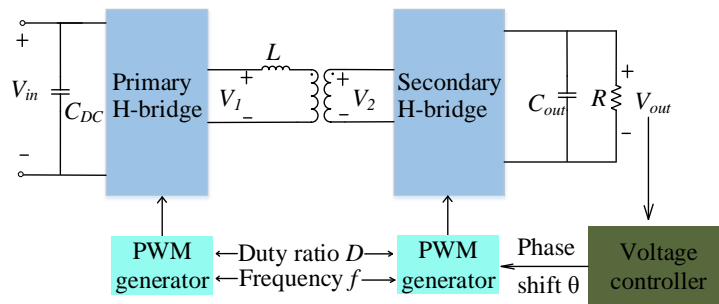 +
V_in
−
C_DC
Primary
H-bridge
L
+
V_1
−
+
V_2
−
Secondary
H-bridge
C_out
R
+
V_out
−
PWM
generator
Duty ratio D
Frequency f
PWM
generator
Phase
shift θ
Voltage
controller